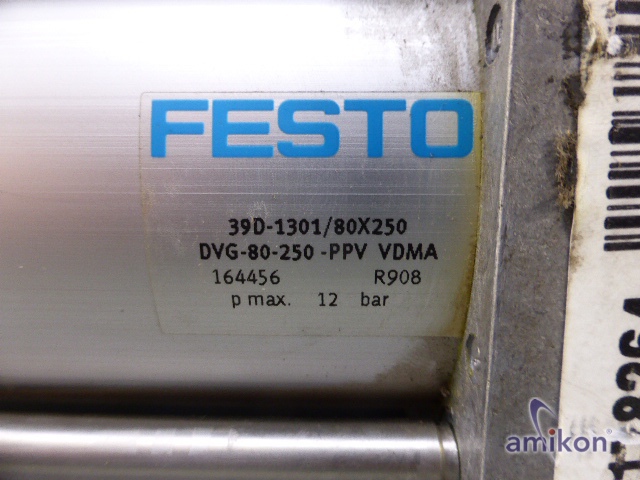 FESTO
39D-1301/80X250
DVG-80-250 -PPV VDMA
164456 R908
p max. 12 bar
amikon